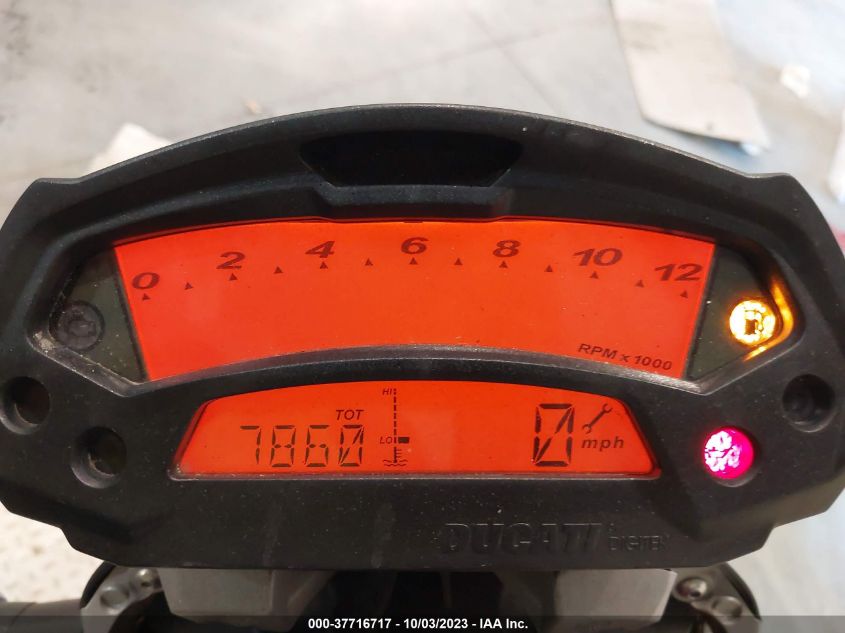 0 2 4 6 8 10 12
RPM x 1000
TOT HI
7860 LO 0 mph
DUCATI DIGITEK
000-37716717 - 10/03/2023 - IAA Inc.